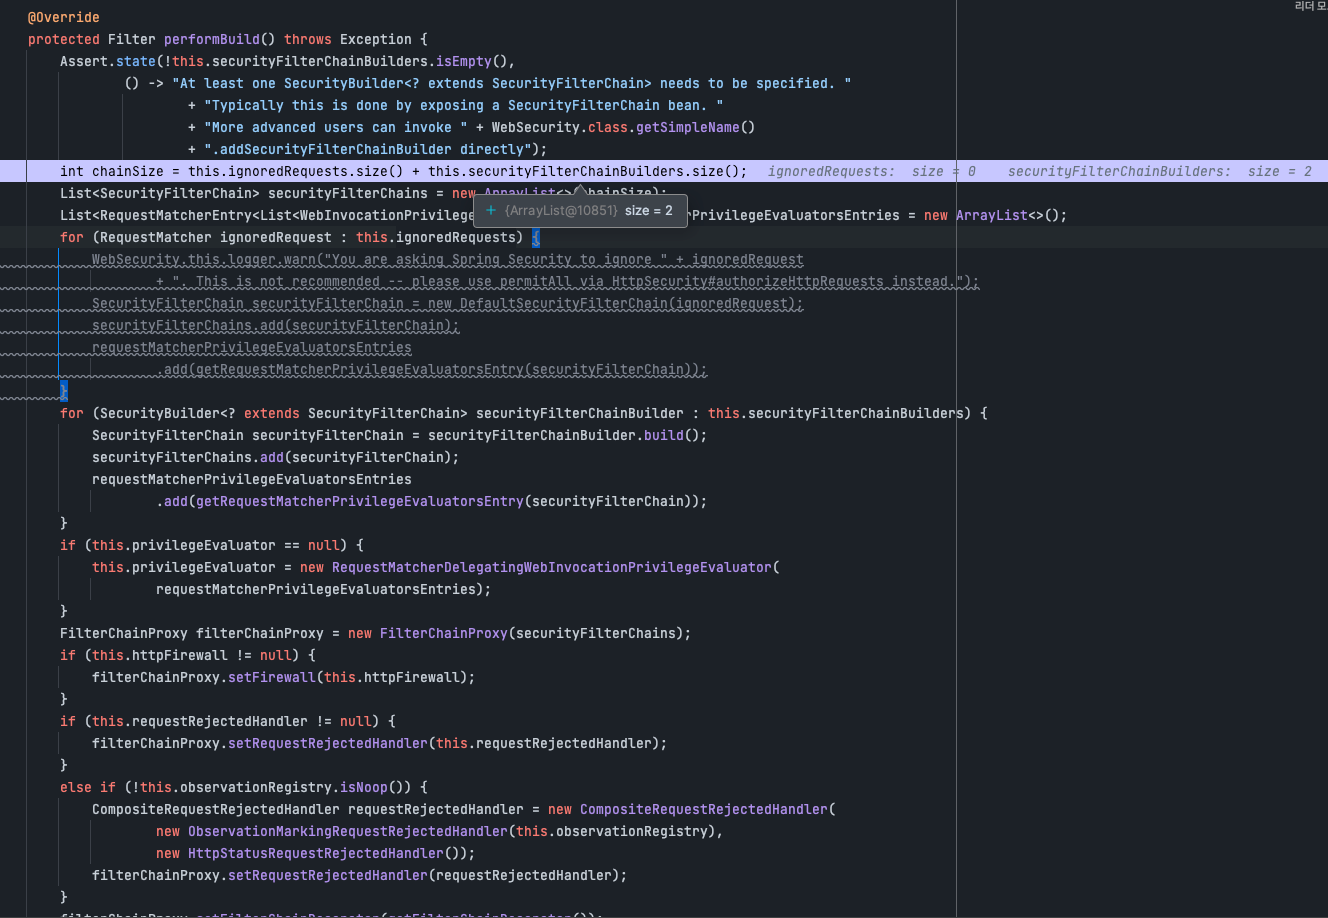 리더 모
@Override
protected Filter performBuild() throws Exception {
Assert.state(!this.securityFilterChainBuilders.isEmpty(),
() -> "At least one SecurityBuilder<? extends SecurityFilterChain> needs to be specified. "
+ "Typically this is done by exposing a SecurityFilterChain bean. "
+ "More advanced users can invoke " + WebSecurity.class.getSimpleName()
+ ".addSecurityFilterChainBuilder directly");
int chainSize = this.ignoredRequests.size() + this.securityFilterChainBuilders.size(); ignoredRequests: size = 0 securityFilterChainBuilders: size = 2
List<SecurityFilterChain> securityFilterChains = new ArrayList<>(chainSize);
+ {ArrayList@10851} size = 2
List<RequestMatcherEntry<List<WebInvocationPrivilege rPrivilegeEvaluatorsEntries = new ArrayList<>();
for (RequestMatcher ignoredRequest : this.ignoredRequests) {
WebSecurity.this.logger.warn("You are asking Spring Security to ignore " + ignoredRequest
+ ". This is not recommended -- please use permitAll via HttpSecurity#authorizeHttpRequests instead.");
SecurityFilterChain securityFilterChain = new DefaultSecurityFilterChain(ignoredRequest);
securityFilterChains.add(securityFilterChain);
requestMatcherPrivilegeEvaluatorsEntries
.add(getRequestMatcherPrivilegeEvaluatorsEntry(securityFilterChain));
}
for (SecurityBuilder<? extends SecurityFilterChain> securityFilterChainBuilder : this.securityFilterChainBuilders) {
SecurityFilterChain securityFilterChain = securityFilterChainBuilder.build();
securityFilterChains.add(securityFilterChain);
requestMatcherPrivilegeEvaluatorsEntries
.add(getRequestMatcherPrivilegeEvaluatorsEntry(securityFilterChain));
}
if (this.privilegeEvaluator == null) {
this.privilegeEvaluator = new RequestMatcherDelegatingWebInvocationPrivilegeEvaluator(
requestMatcherPrivilegeEvaluatorsEntries);
}
FilterChainProxy filterChainProxy = new FilterChainProxy(securityFilterChains);
if (this.httpFirewall != null) {
filterChainProxy.setFirewall(this.httpFirewall);
}
if (this.requestRejectedHandler != null) {
filterChainProxy.setRequestRejectedHandler(this.requestRejectedHandler);
}
else if (!this.observationRegistry.isNoop()) {
CompositeRequestRejectedHandler requestRejectedHandler = new CompositeRequestRejectedHandler(
new ObservationMarkingRequestRejectedHandler(this.observationRegistry),
new HttpStatusRequestRejectedHandler());
filterChainProxy.setRequestRejectedHandler(requestRejectedHandler);
}
filterChainProxy.setFilterChainDecorator(getFilterChainDecorator());